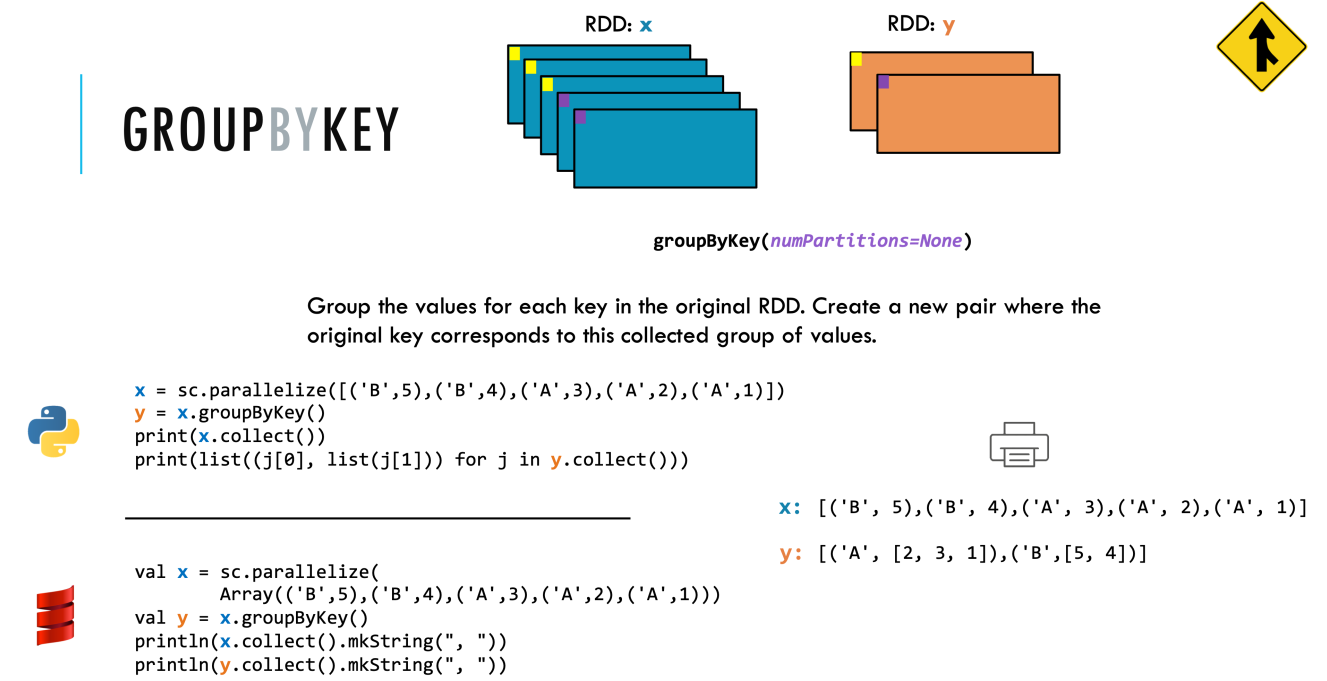 RDD: x
RDD: y
GROUPBYKEY
groupByKey(numPartitions=None)
Group the values for each key in the original RDD. Create a new pair where the
original key corresponds to this collected group of values.
x = sc.parallelize([('B',5),('B',4),('A',3),('A',2),('A',1)])
y = x.groupByKey()
print(x.collect())
print(list((j[0], list(j[1])) for j in y.collect()))
x: [('B', 5),('B', 4),('A', 3),('A', 2),('A', 1)]
y: [('A', [2, 3, 1]),('B',[5, 4])]
val x = sc.parallelize(
Array(('B',5),('B',4),('A',3),('A',2),('A',1)))
val y = x.groupByKey()
println(x.collect().mkString(", "))
println(y.collect().mkString(", "))